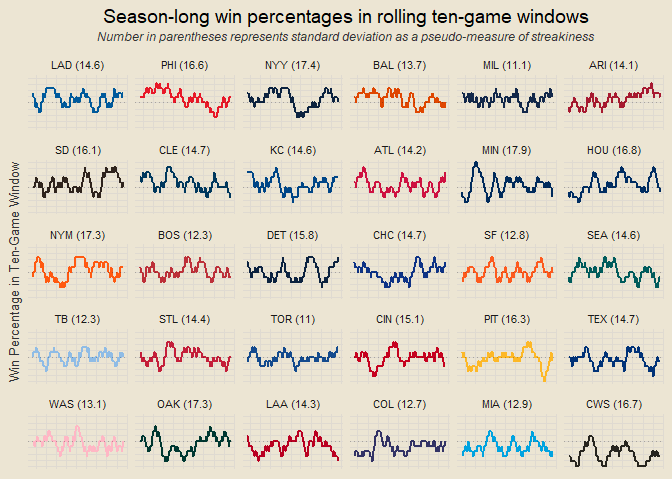 Season-long win percentages in rolling ten-game windows
Number in parentheses represents standard deviation as a pseudo-measure of streakiness
LAD (14.6) PHI (16.6) NYY (17.4) BAL (13.7) MIL (11.1) ARI (14.1)
SD (16.1) CLE (14.7) KC (14.6) ATL (14.2) MIN (17.9) HOU (16.8)
Win Percentage in Ten-Game Window
NYM (17.3) BOS (12.3) DET (15.8) CHC (14.7) SF (12.8) SEA (14.6)
TB (12.3) STL (14.4) TOR (11) CIN (15.1) PIT (16.3) TEX (14.7)
WAS (13.1) OAK (17.3) LAA (14.3) COL (12.7) MIA (12.9) CWS (16.7)